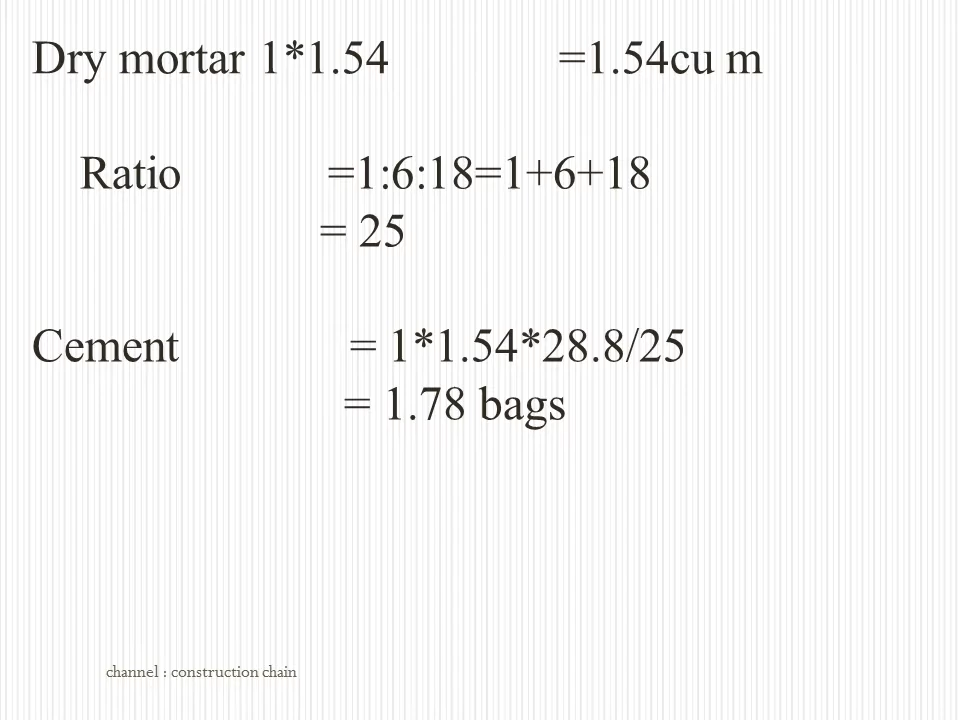 Dry mortar 1*1.54 =1.54cu m
Ratio =1:6:18=1+6+18
= 25
Cement = 1*1.54*28.8/25
= 1.78 bags
channel : construction chain